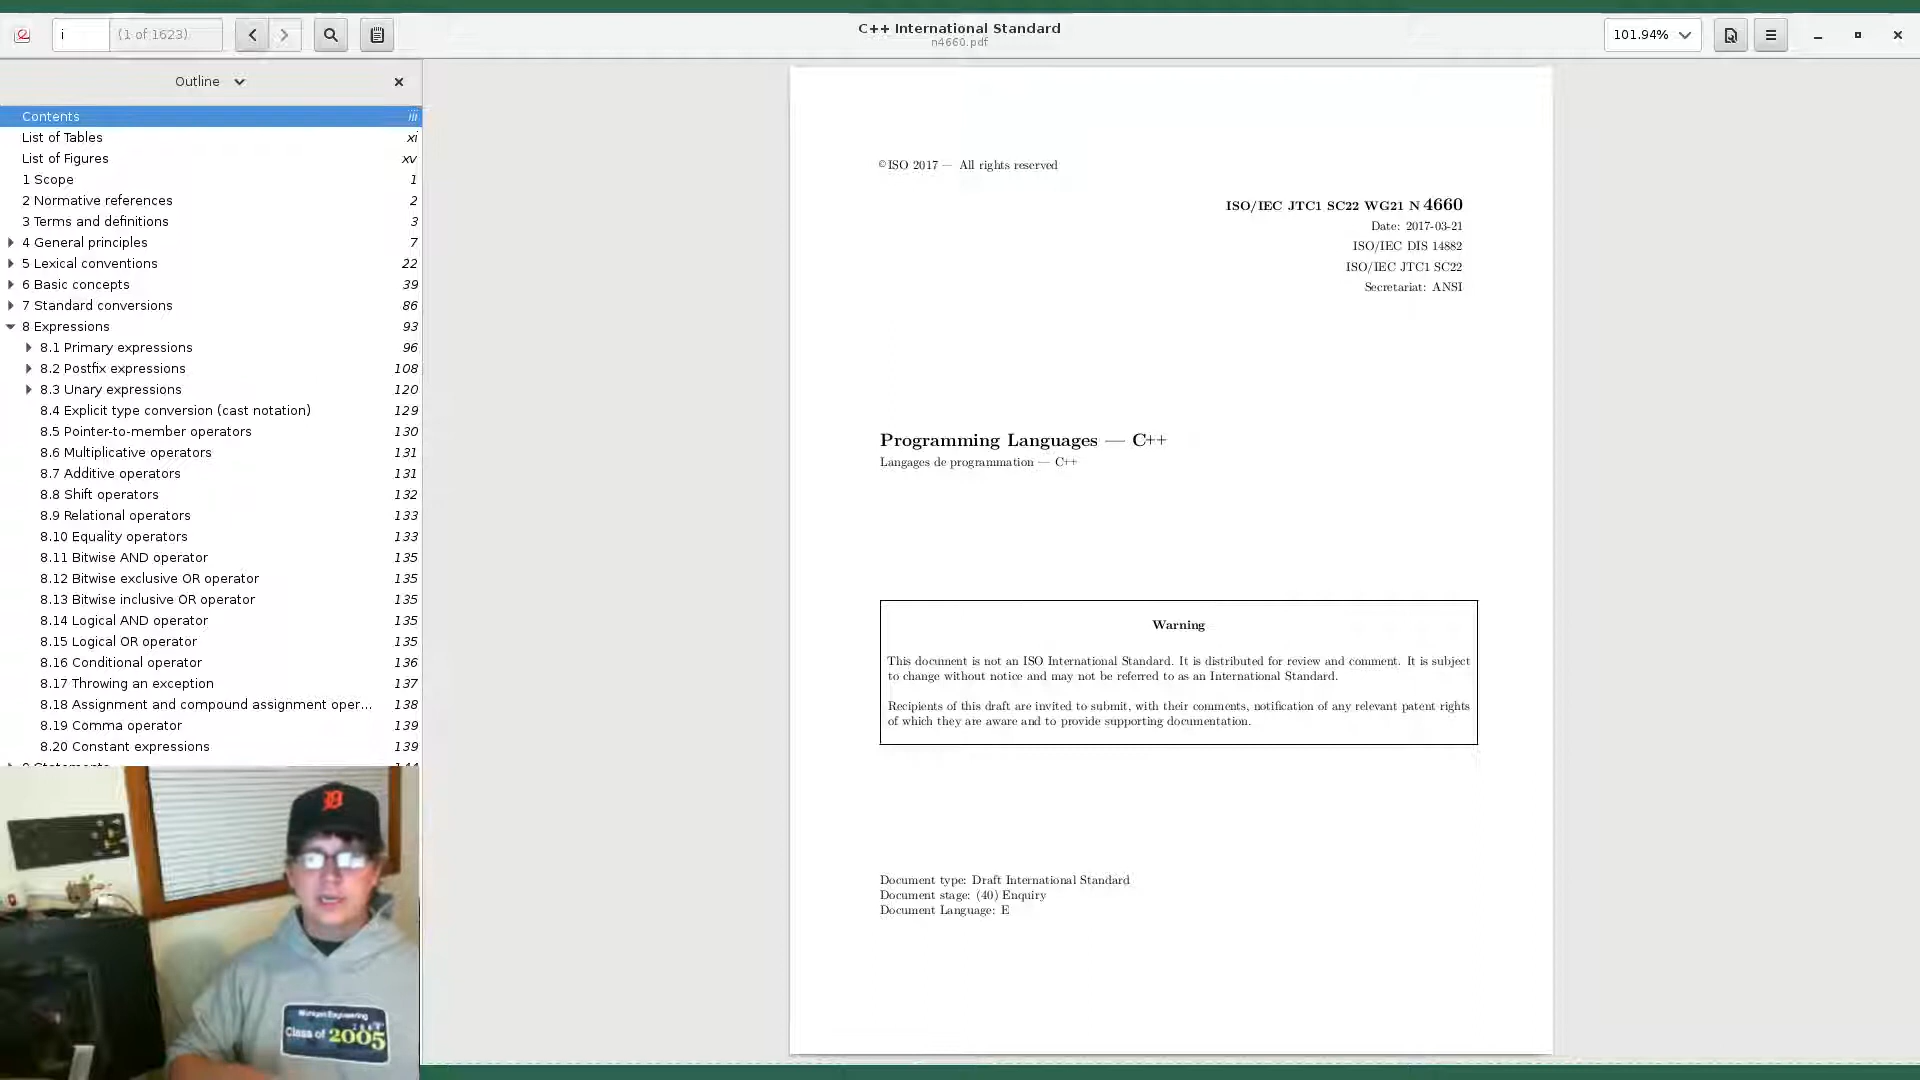 i
(1 of 1623)
C++ International Standard
n4660.pdf
101.94%
Outline
Contents iii
List of Tables xi
List of Figures xv
1 Scope 1
2 Normative references 2
3 Terms and definitions 3
4 General principles 7
5 Lexical conventions 22
6 Basic concepts 39
7 Standard conversions 86
8 Expressions 93
8.1 Primary expressions 96
8.2 Postfix expressions 108
8.3 Unary expressions 120
8.4 Explicit type conversion (cast notation) 129
8.5 Pointer-to-member operators 130
8.6 Multiplicative operators 131
8.7 Additive operators 131
8.8 Shift operators 132
8.9 Relational operators 133
8.10 Equality operators 133
8.11 Bitwise AND operator 135
8.12 Bitwise exclusive OR operator 135
8.13 Bitwise inclusive OR operator 135
8.14 Logical AND operator 135
8.15 Logical OR operator 135
8.16 Conditional operator 136
8.17 Throwing an exception 137
8.18 Assignment and compound assignment oper... 138
8.19 Comma operator 139
8.20 Constant expressions 139
©ISO 2017 — All rights reserved
ISO/IEC JTC1 SC22 WG21 N 4660
Date: 2017-03-21
ISO/IEC DIS 14882
ISO/IEC JTC1 SC22
Secretariat: ANSI
Programming Languages — C++
Langages de programmation — C++
Warning
This document is not an ISO International Standard. It is distributed for review and comment. It is subject
to change without notice and may not be referred to as an International Standard.
Recipients of this draft are invited to submit, with their comments, notification of any relevant patent rights
of which they are aware and to provide supporting documentation.
Document type: Draft International Standard
Document stage: (40) Enquiry
Document Language: E
D
Michigan Engineering
Class of 2005